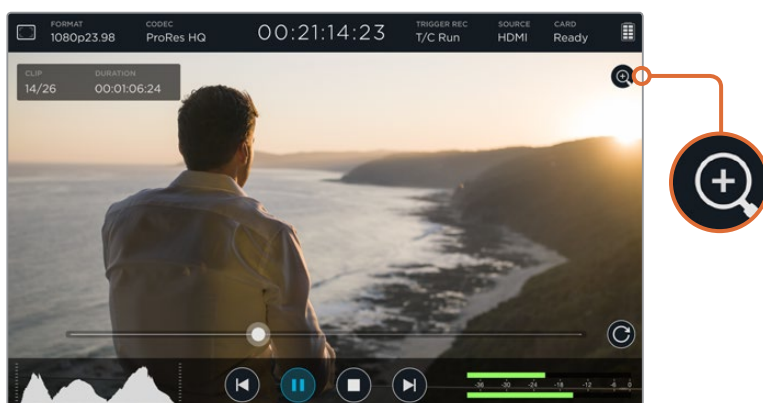 FORMAT CODEC TRIGGER REC SOURCE CARD
1080p23.98 ProRes HQ 00:21:14:23 T/C Run HDMI Ready
CLIP DURATION
14/26 00:01:06:24
-36 -30 -24 -18 -12 -6 0